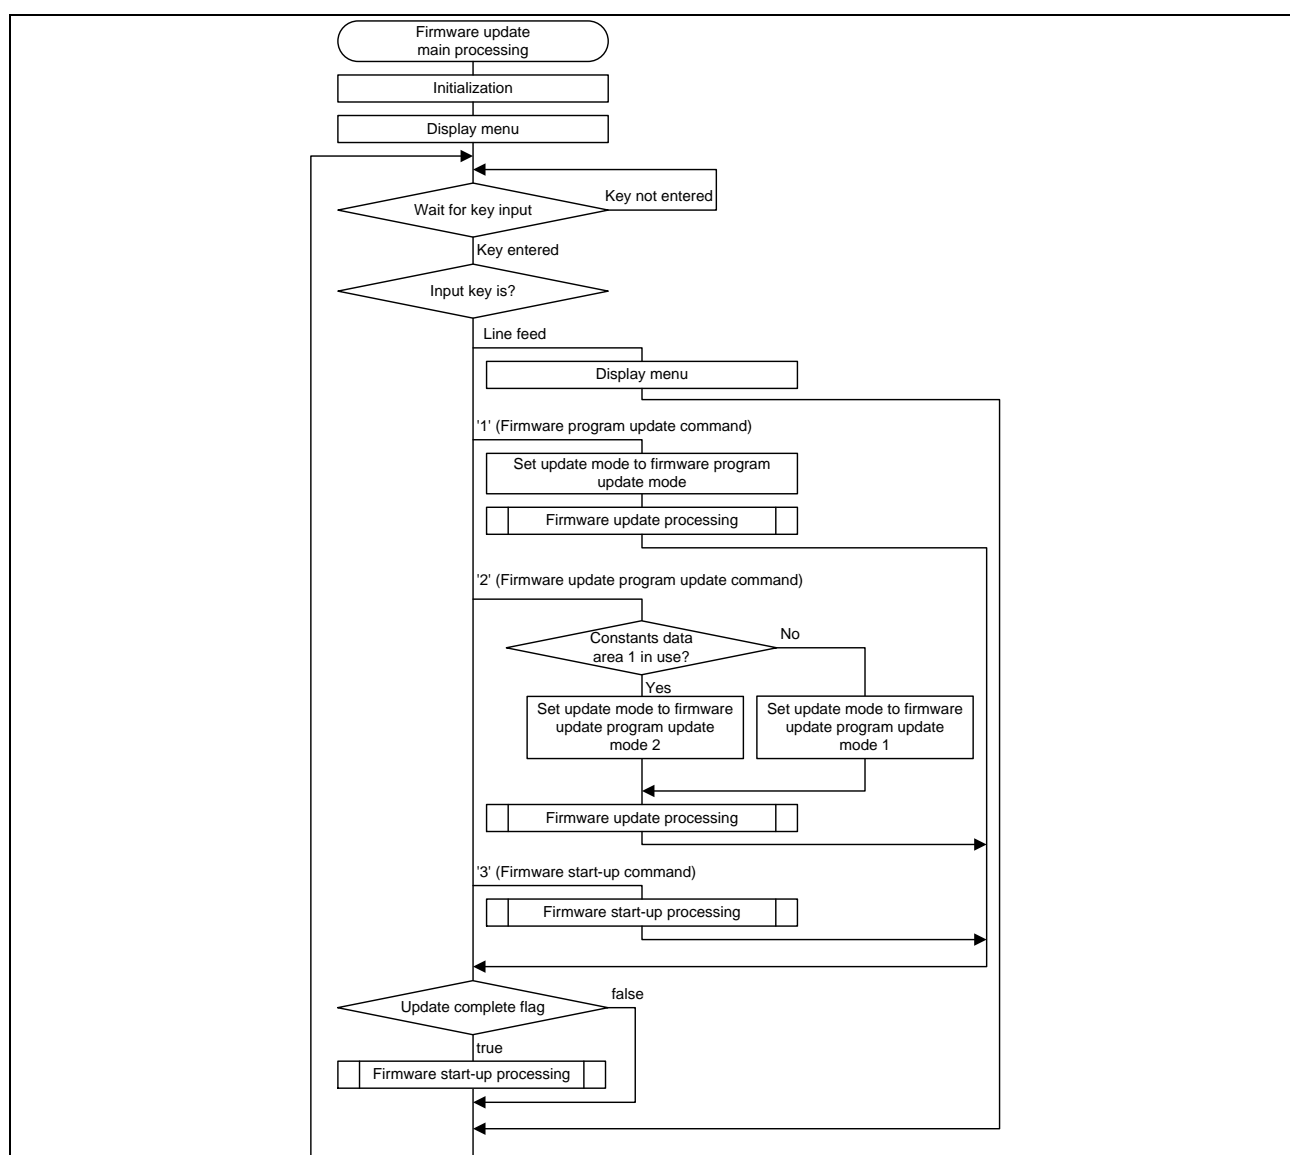 Firmware update
main processing
Initialization
Display menu
Key not entered
Wait for key input
Key entered
Input key is?
Line feed
Display menu
'1' (Firmware program update command)
Set update mode to firmware program
update mode
Firmware update processing
'2' (Firmware update program update command)
Constants data
area 1 in use?
No
Yes
Set update mode to firmware
update program update
mode 2
Set update mode to firmware
update program update
mode 1
Firmware update processing
'3' (Firmware start-up command)
Firmware start-up processing
Update complete flag
false
true
Firmware start-up processing